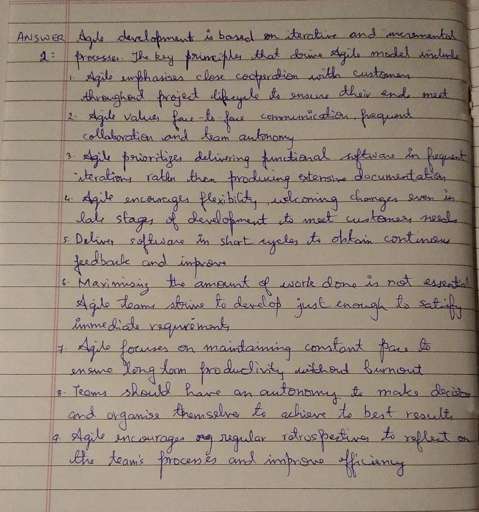 ANSWER Agile development is based on iterative and incremental
2: processes. The key principles that drive Agile model include
1. Agile emphasises close cooperation with customers
throughout project lifecycle to ensure their ends meet
2. Agile values face-to face communication, frequent
collaboration and team autonomy
3. Agile prioritizes delivering functional software in frequent
iterations rather than producing extensive documentation
4. Agile encourages flexibility, welcoming changes even in
late stages of development to meet customers needs
5. Deliver software in short cycles to obtain continuous
feedback and improve
6. Maximising the amount of work done is not essential
Agile teams strive to develop just enough to satisfy
immediate requirements
7. Agile focuses on maintaining constant pace to
ensure long term productivity without burnout
8. Teams should have an autonomy to make decisions
and organise themselves to achieve to best results
9. Agile encourages regular retrospectives to reflect on
the team's processes and improve efficiency